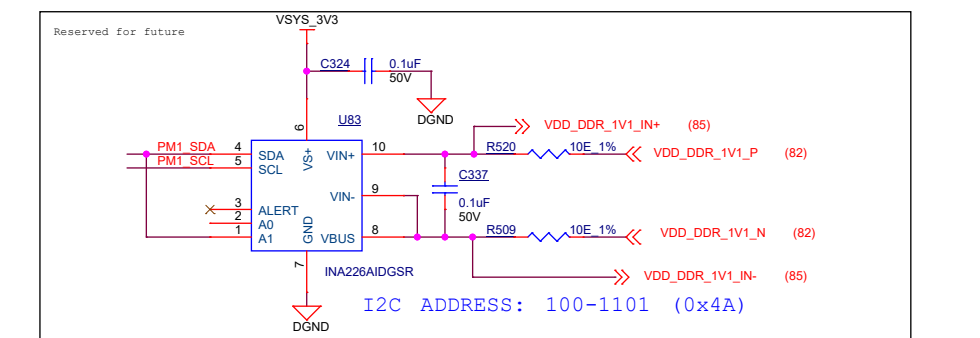 VSYS_3V3
Reserved for future
C324
0.1uF
50V
DGND
U83
6
VDD_DDR_1V1_IN+ (85)
PM1_SDA 4 SDA VS+ VIN+ 10 R520 10E_1% VDD_DDR_1V1_P (82)
PM1_SCL 5 SCL
C337
9 VIN-
0.1uF
50V
3 ALERT
2 A0
1 A1 GND VBUS 8 R509 10E_1% VDD_DDR_1V1_N (82)
7
INA226AIDGSR
VDD_DDR_1V1_IN- (85)
I2C ADDRESS: 100-1101 (0x4A)
DGND